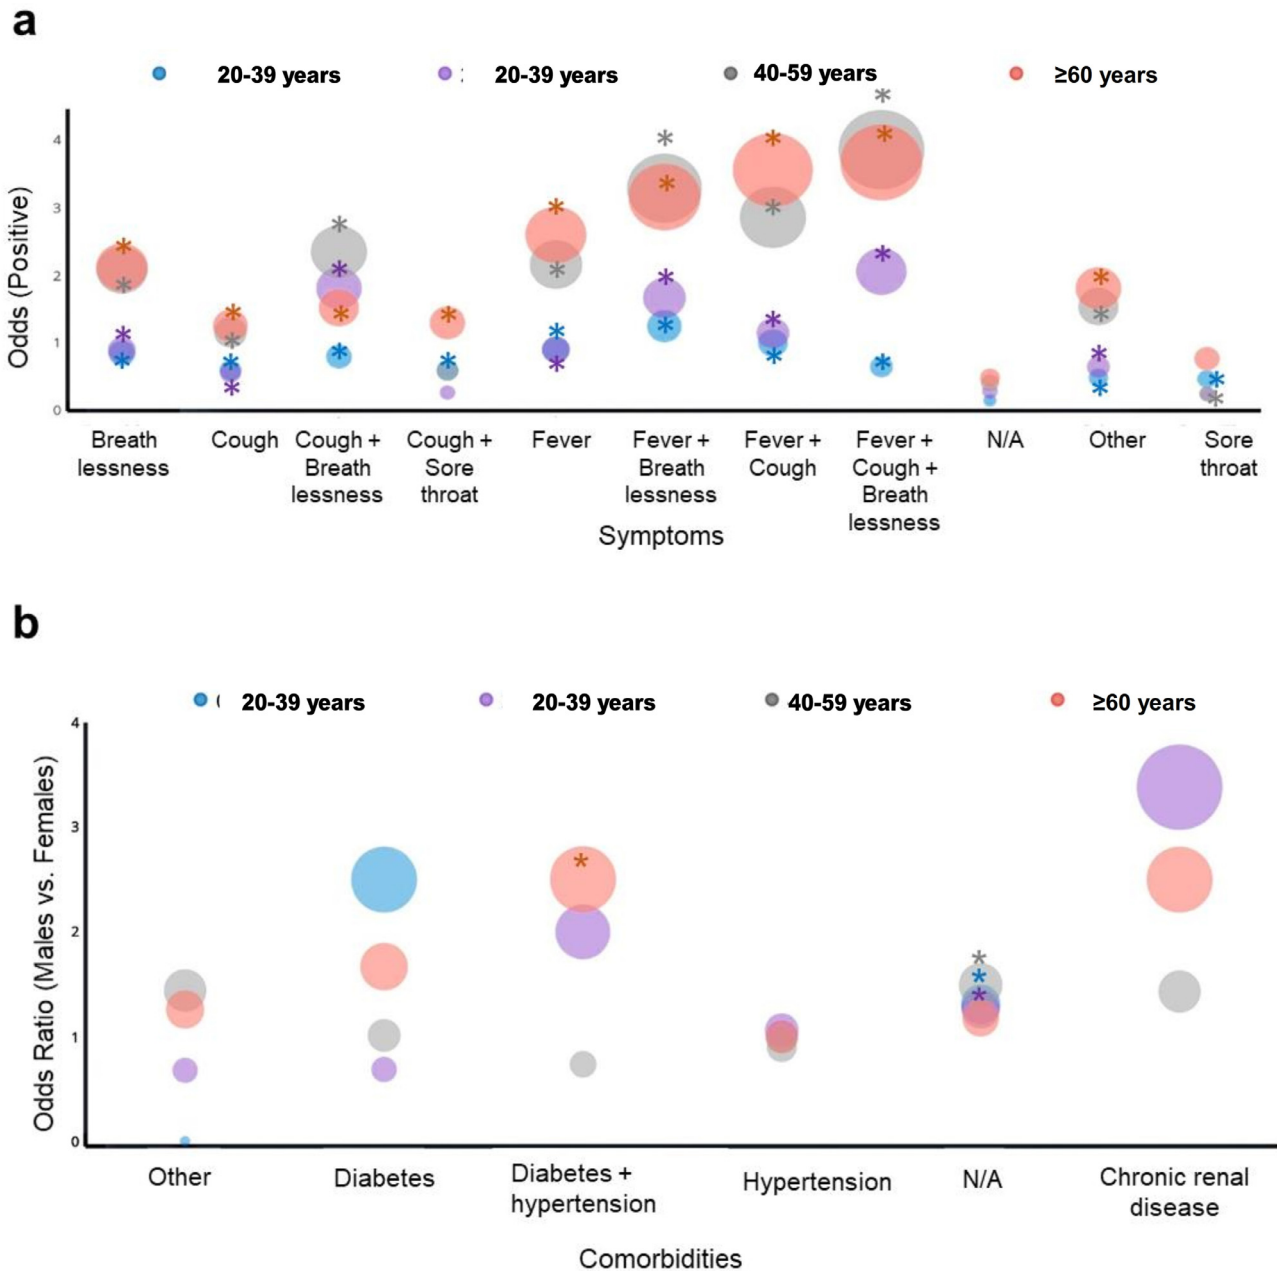 a
20-39 years 20-39 years 40-59 years ≥60 years
Odds (Positive)
4
3
2
1
0
Breath lessness
Cough
Cough + Breath lessness
Cough + Sore throat
Fever
Fever + Breath lessness
Fever + Cough
Fever + Cough + Breath lessness
N/A
Other
Sore throat
Symptoms
b
20-39 years 20-39 years 40-59 years ≥60 years
Odds Ratio (Males vs. Females)
4
3
2
1
0
Other
Diabetes
Diabetes +
hypertension
Hypertension
N/A
Chronic renal
disease
Comorbidities